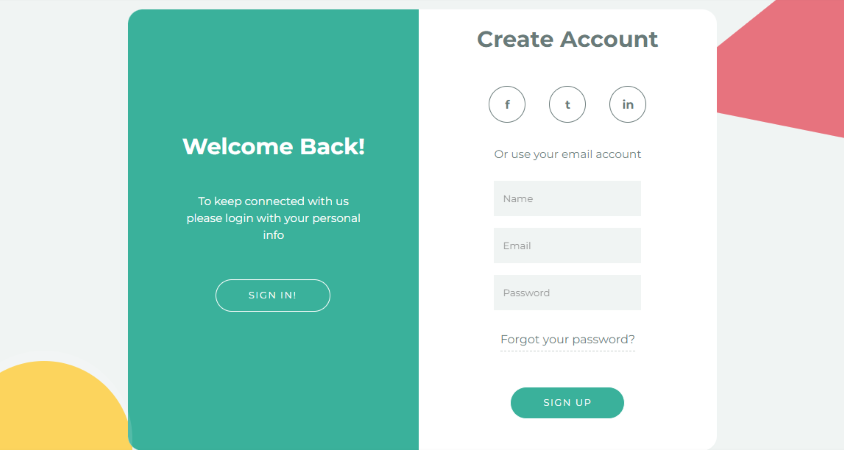 Welcome Back!
To keep connected with us
please login with your personal
info
SIGN IN!
Create Account
f
t
in
Or use your email account
Name
Email
Password
Forgot your password?
SIGN UP